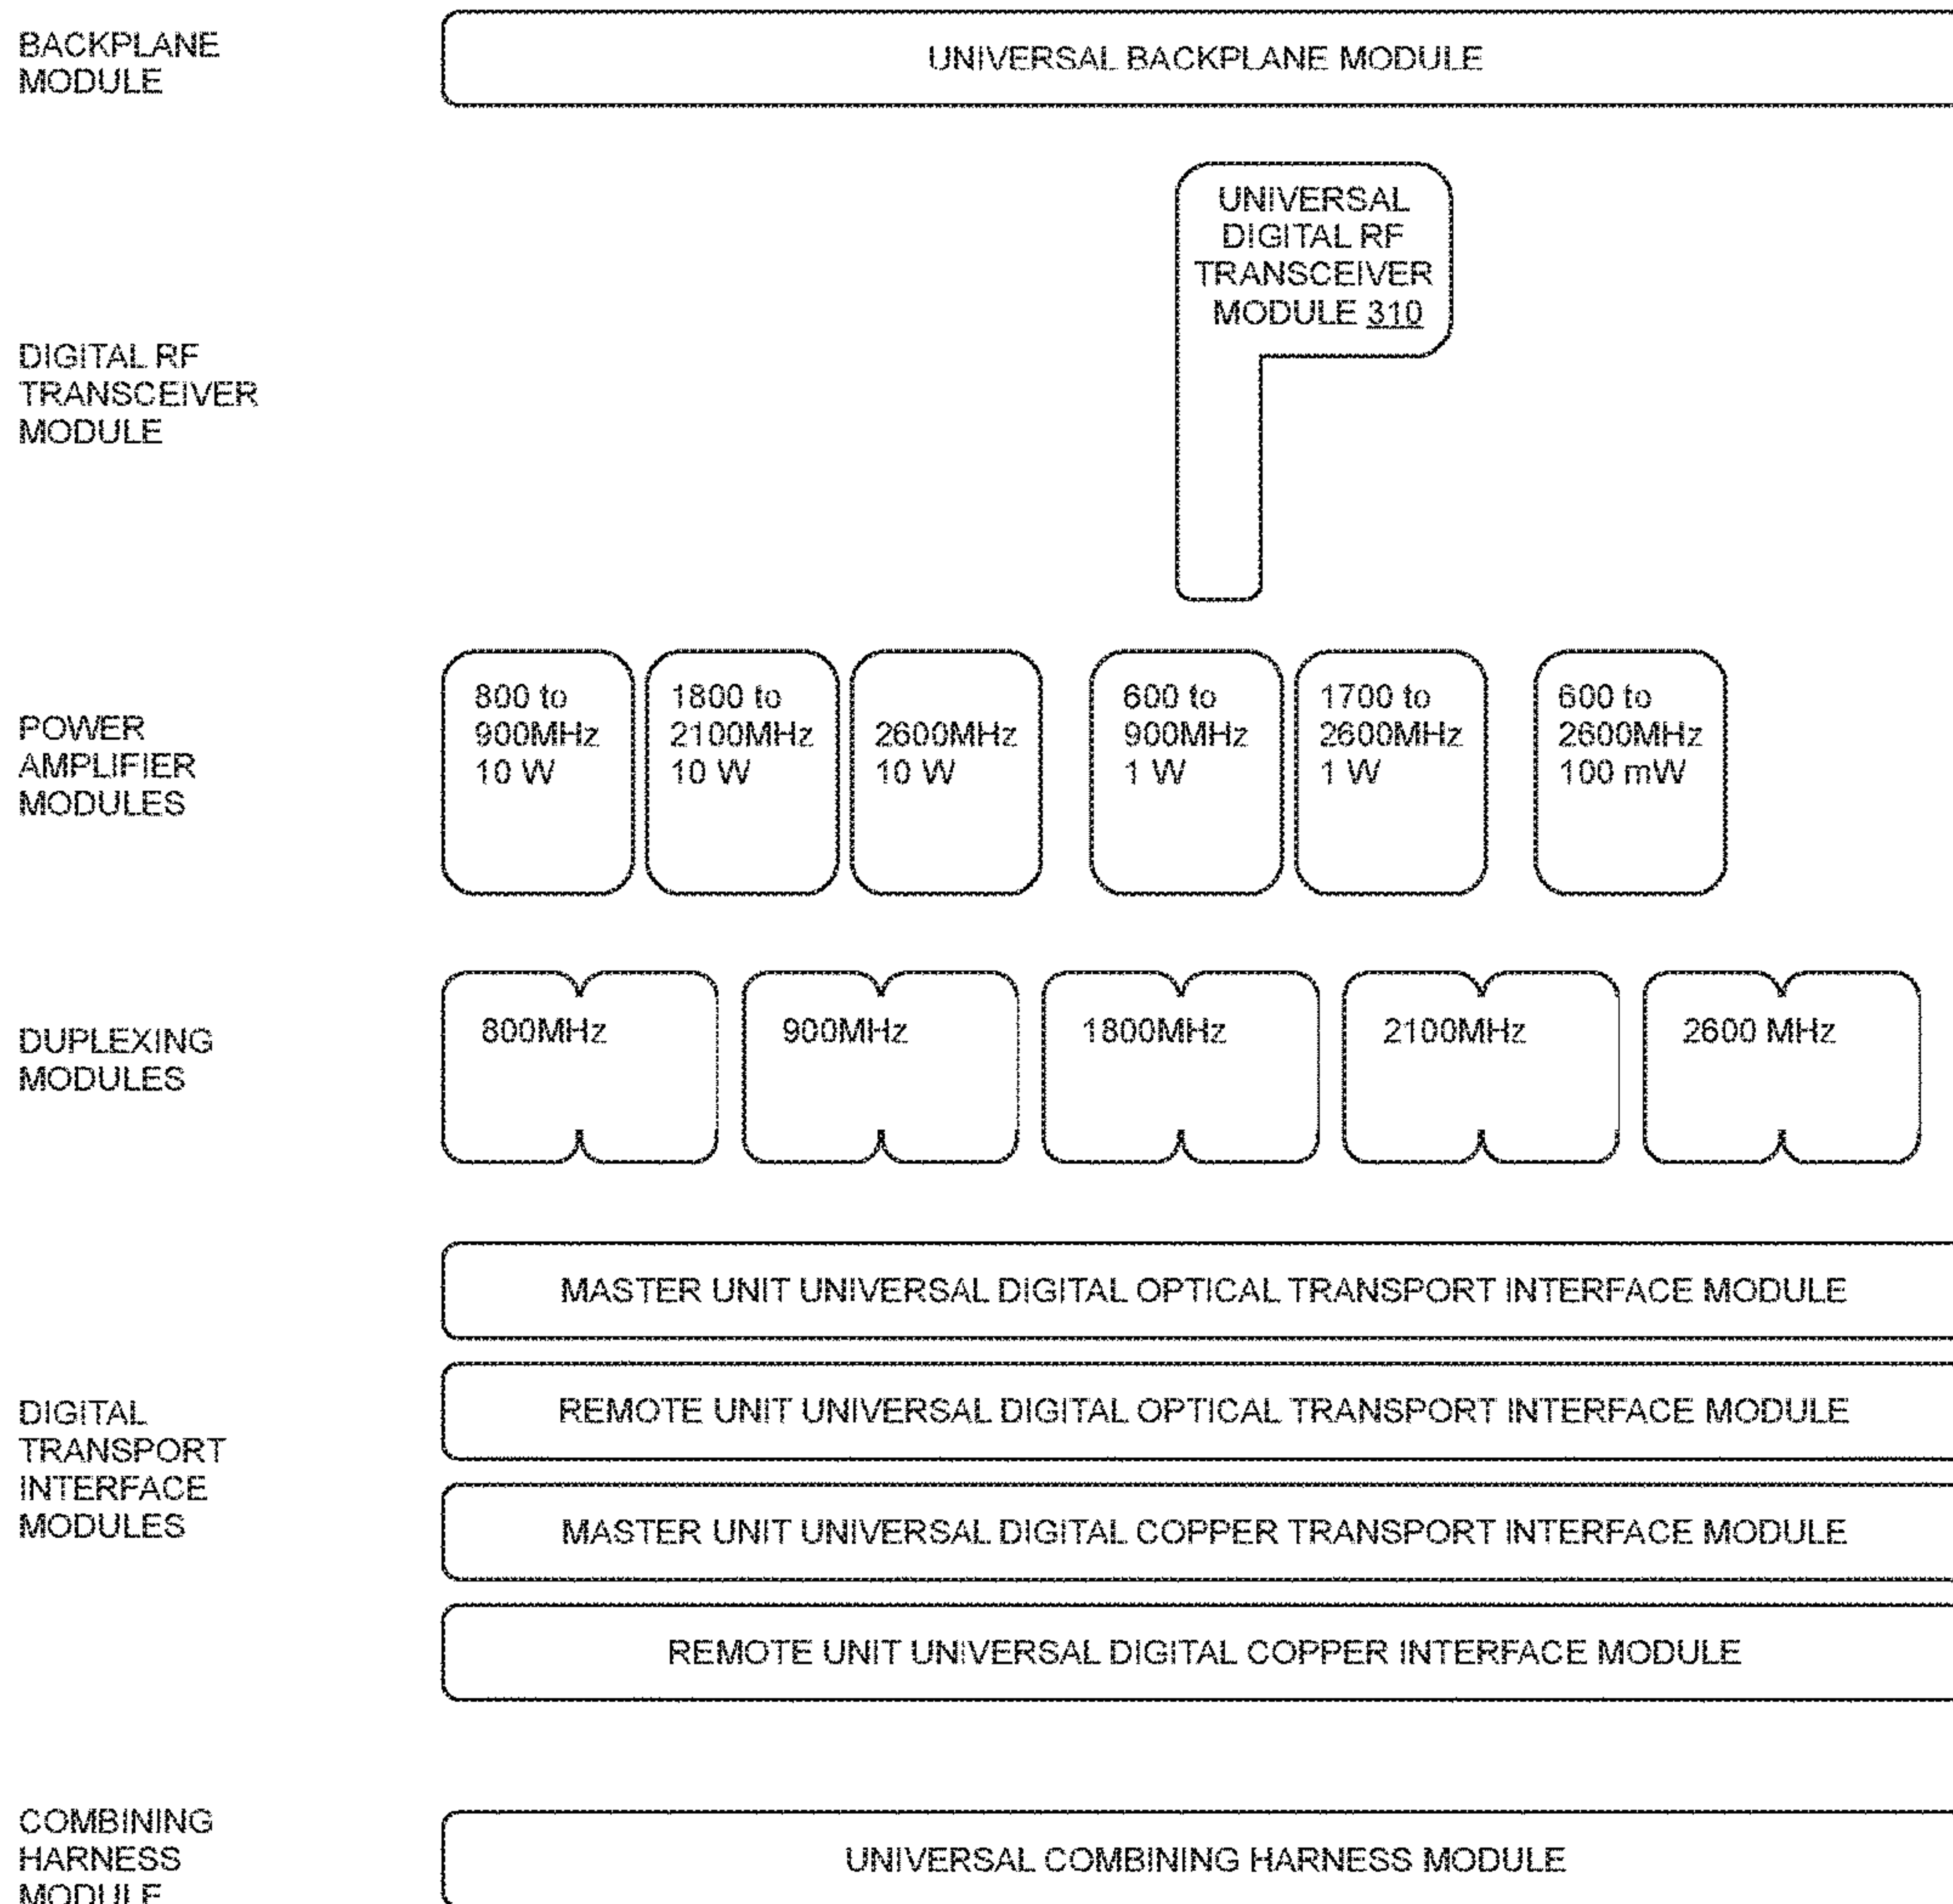 BACKPLANE
MODULE
UNIVERSAL BACKPLANE MODULE
UNIVERSAL
DIGITAL RF
TRANSCEIVER
MODULE 310
DIGITAL RF
TRANSCEIVER
MODULE
POWER
AMPLIFIER
MODULES
800 to
900MHz
10 W
1800 to
2100MHz
10 W
2600MHz
10 W
600 to
900MHz
1 W
1700 to
2600MHz
1 W
600 to
2600MHz
100 mW
DUPLEXING
MODULES
800MHz
900MHz
1800MHz
2100MHz
2600 MHz
DIGITAL
TRANSPORT
INTERFACE
MODULES
MASTER UNIT UNIVERSAL DIGITAL OPTICAL TRANSPORT INTERFACE MODULE
REMOTE UNIT UNIVERSAL DIGITAL OPTICAL TRANSPORT INTERFACE MODULE
MASTER UNIT UNIVERSAL DIGITAL COPPER TRANSPORT INTERFACE MODULE
REMOTE UNIT UNIVERSAL DIGITAL COPPER INTERFACE MODULE
COMBINING
HARNESS
MODULE
UNIVERSAL COMBINING HARNESS MODULE